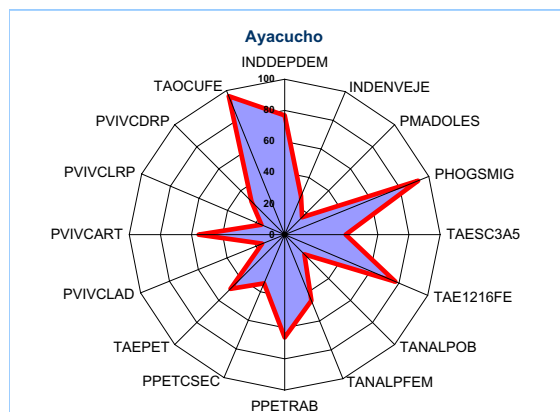 Ayacucho
INDDEPDEM
INDENVEJE
PMADOLES
PHOGSMIG
TAESC3A5
TAE1216FE
TANALPOB
TANALPFEM
PPETRAB
PPETCSEC
TAEPET
PVIVCLAD
PVIVCART
PVIVCLRP
PVIVCDRP
TAOCUFE
100
80
60
40
20
0